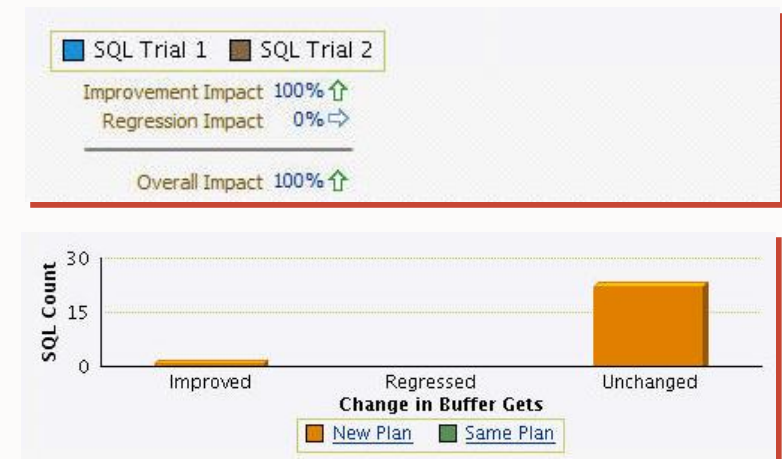 SQL Trial 1 SQL Trial 2
Improvement Impact 100%
Regression Impact 0%
Overall Impact 100%
30
15
0
SQL Count
Improved Regressed Unchanged
Change in Buffer Gets
New Plan Same Plan